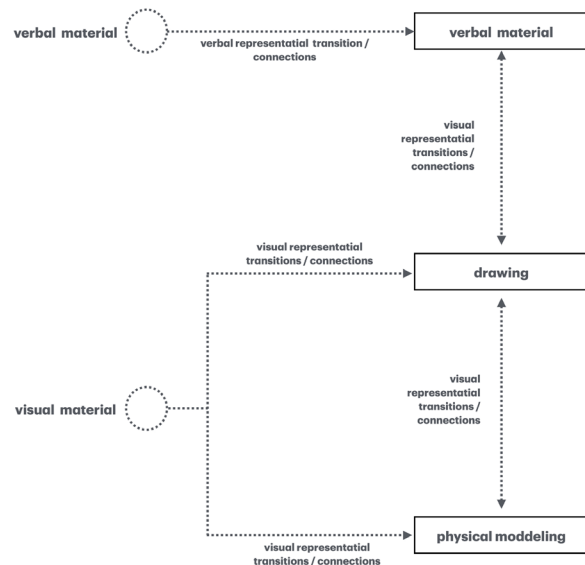 verbal material
verbal representatial transition /
connections
verbal material
visual
representatial
transitions /
connections
visual representatial
transitions / connections
drawing
visual
representatial
transitions /
connections
visual material
physical moddeling
visual representatial
transitions / connections